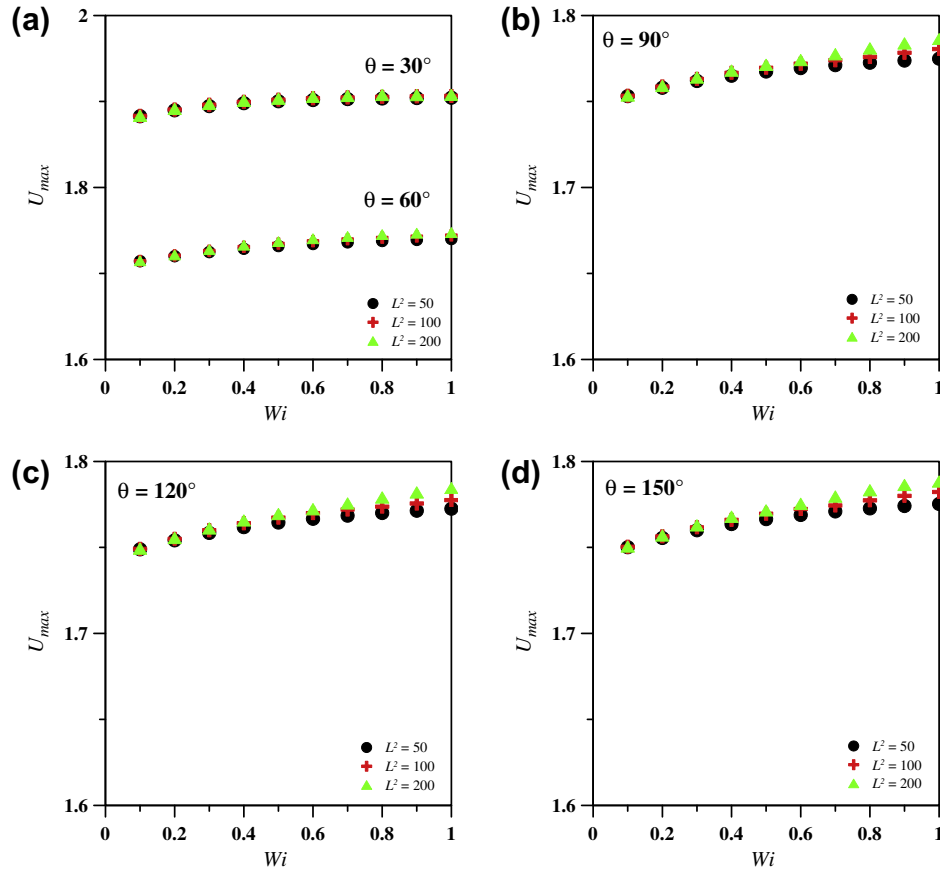 (a)
2
θ = 30°
1.8
θ = 60°
U_max
L² = 50
L² = 100
L² = 200
1.6
0 0.2 0.4 0.6 0.8 1
Wi
(b)
1.8
θ = 90°
1.7
U_max
L² = 50
L² = 100
L² = 200
1.6
0 0.2 0.4 0.6 0.8 1
Wi
(c)
1.8
θ = 120°
1.7
U_max
L² = 50
L² = 100
L² = 200
1.6
0 0.2 0.4 0.6 0.8 1
Wi
(d)
1.8
θ = 150°
1.7
U_max
L² = 50
L² = 100
L² = 200
1.6
0 0.2 0.4 0.6 0.8 1
Wi